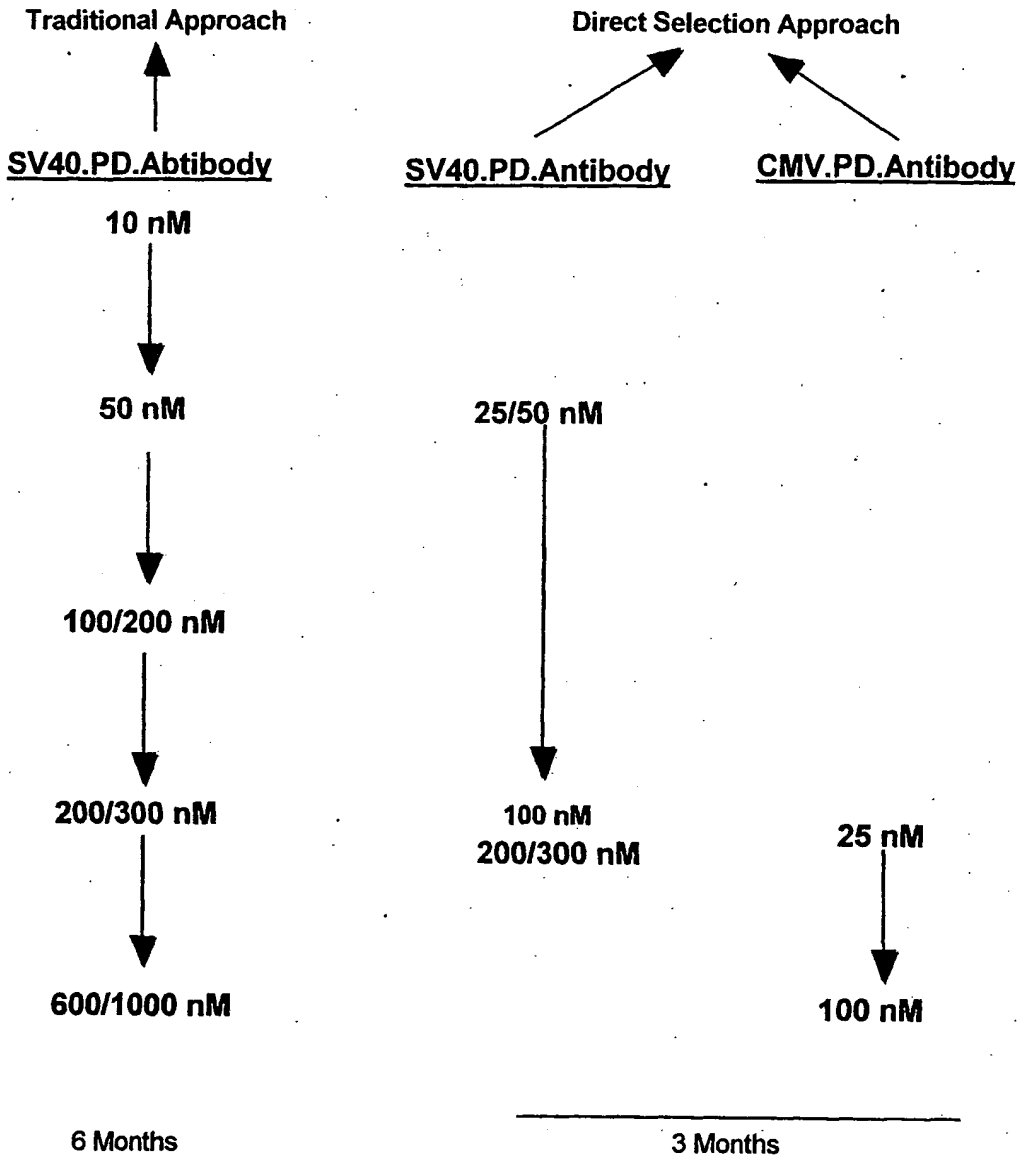 Traditional Approach
Direct Selection Approach
SV40.PD.Abtibody
SV40.PD.Antibody
CMV.PD.Antibody
10 nM
50 nM
25/50 nM
100/200 nM
200/300 nM
100 nM
200/300 nM
25 nM
600/1000 nM
100 nM
6 Months
3 Months